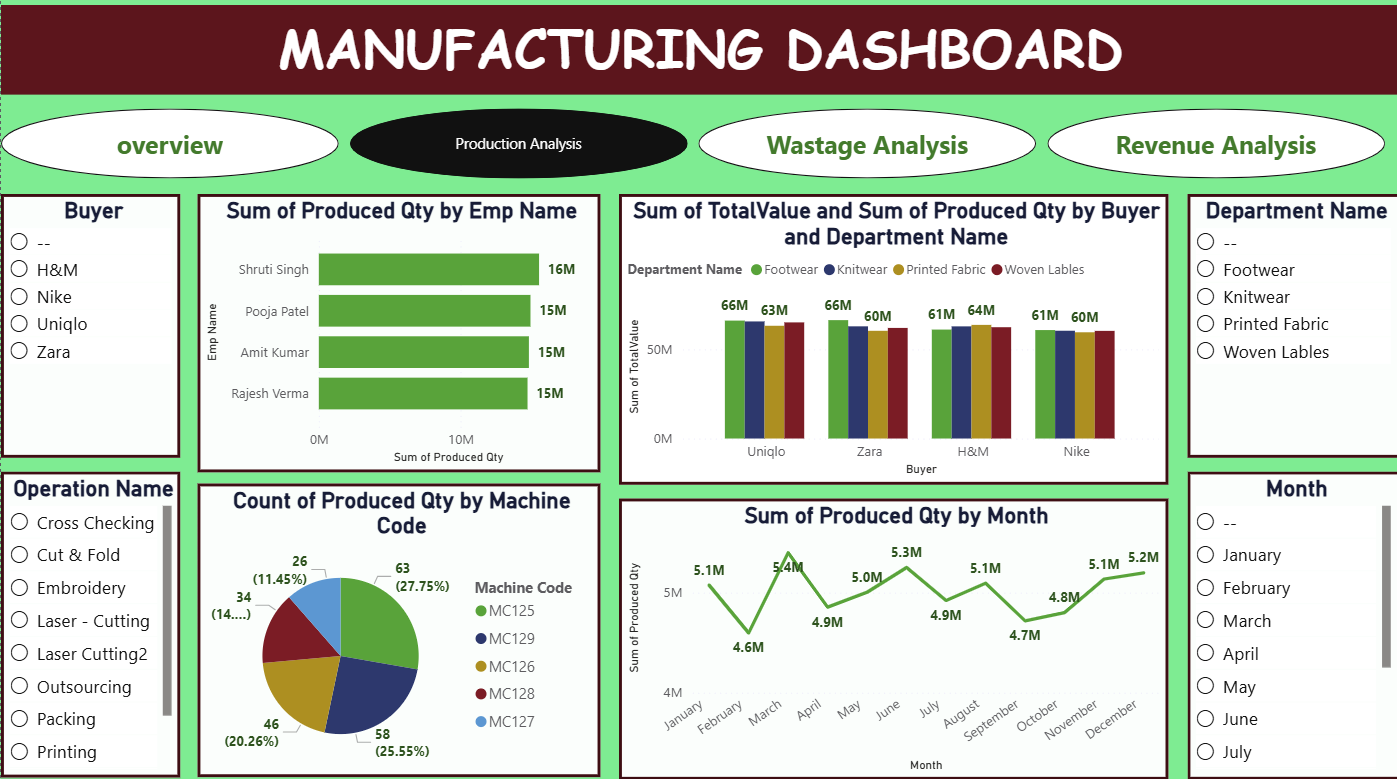 MANUFACTURING DASHBOARD
overview
Production Analysis
Wastage Analysis
Revenue Analysis
Buyer
--
H&M
Nike
Uniqlo
Zara
Sum of Produced Qty by Emp Name
Emp Name
Shruti Singh
16M
Pooja Patel
15M
Amit Kumar
15M
Rajesh Verma
15M
0M
10M
Sum of Produced Qty
Sum of TotalValue and Sum of Produced Qty by Buyer
and Department Name
Department Name Footwear Knitwear Printed Fabric Woven Lables
Sum of TotalValue
50M
0M
66M
63M
66M
60M
61M
64M
61M
60M
Uniqlo
Zara
H&M
Nike
Buyer
Department Name
--
Footwear
Knitwear
Printed Fabric
Woven Lables
Operation Name
Cross Checking
Cut & Fold
Embroidery
Laser - Cutting
Laser Cutting2
Outsourcing
Packing
Printing
Count of Produced Qty by Machine
Code
63
(27.75%)
58
(25.55%)
46
(20.26%)
34
(14....)
26
(11.45%)
Machine Code
MC125
MC129
MC126
MC128
MC127
Sum of Produced Qty by Month
Sum of Produced Qty
5M
4M
5.1M
4.6M
5.4M
4.9M
5.0M
5.3M
4.9M
5.1M
4.7M
4.8M
5.1M
5.2M
January
February
March
April
May
June
July
August
September
October
November
December
Month
Month
--
January
February
March
April
May
June
July